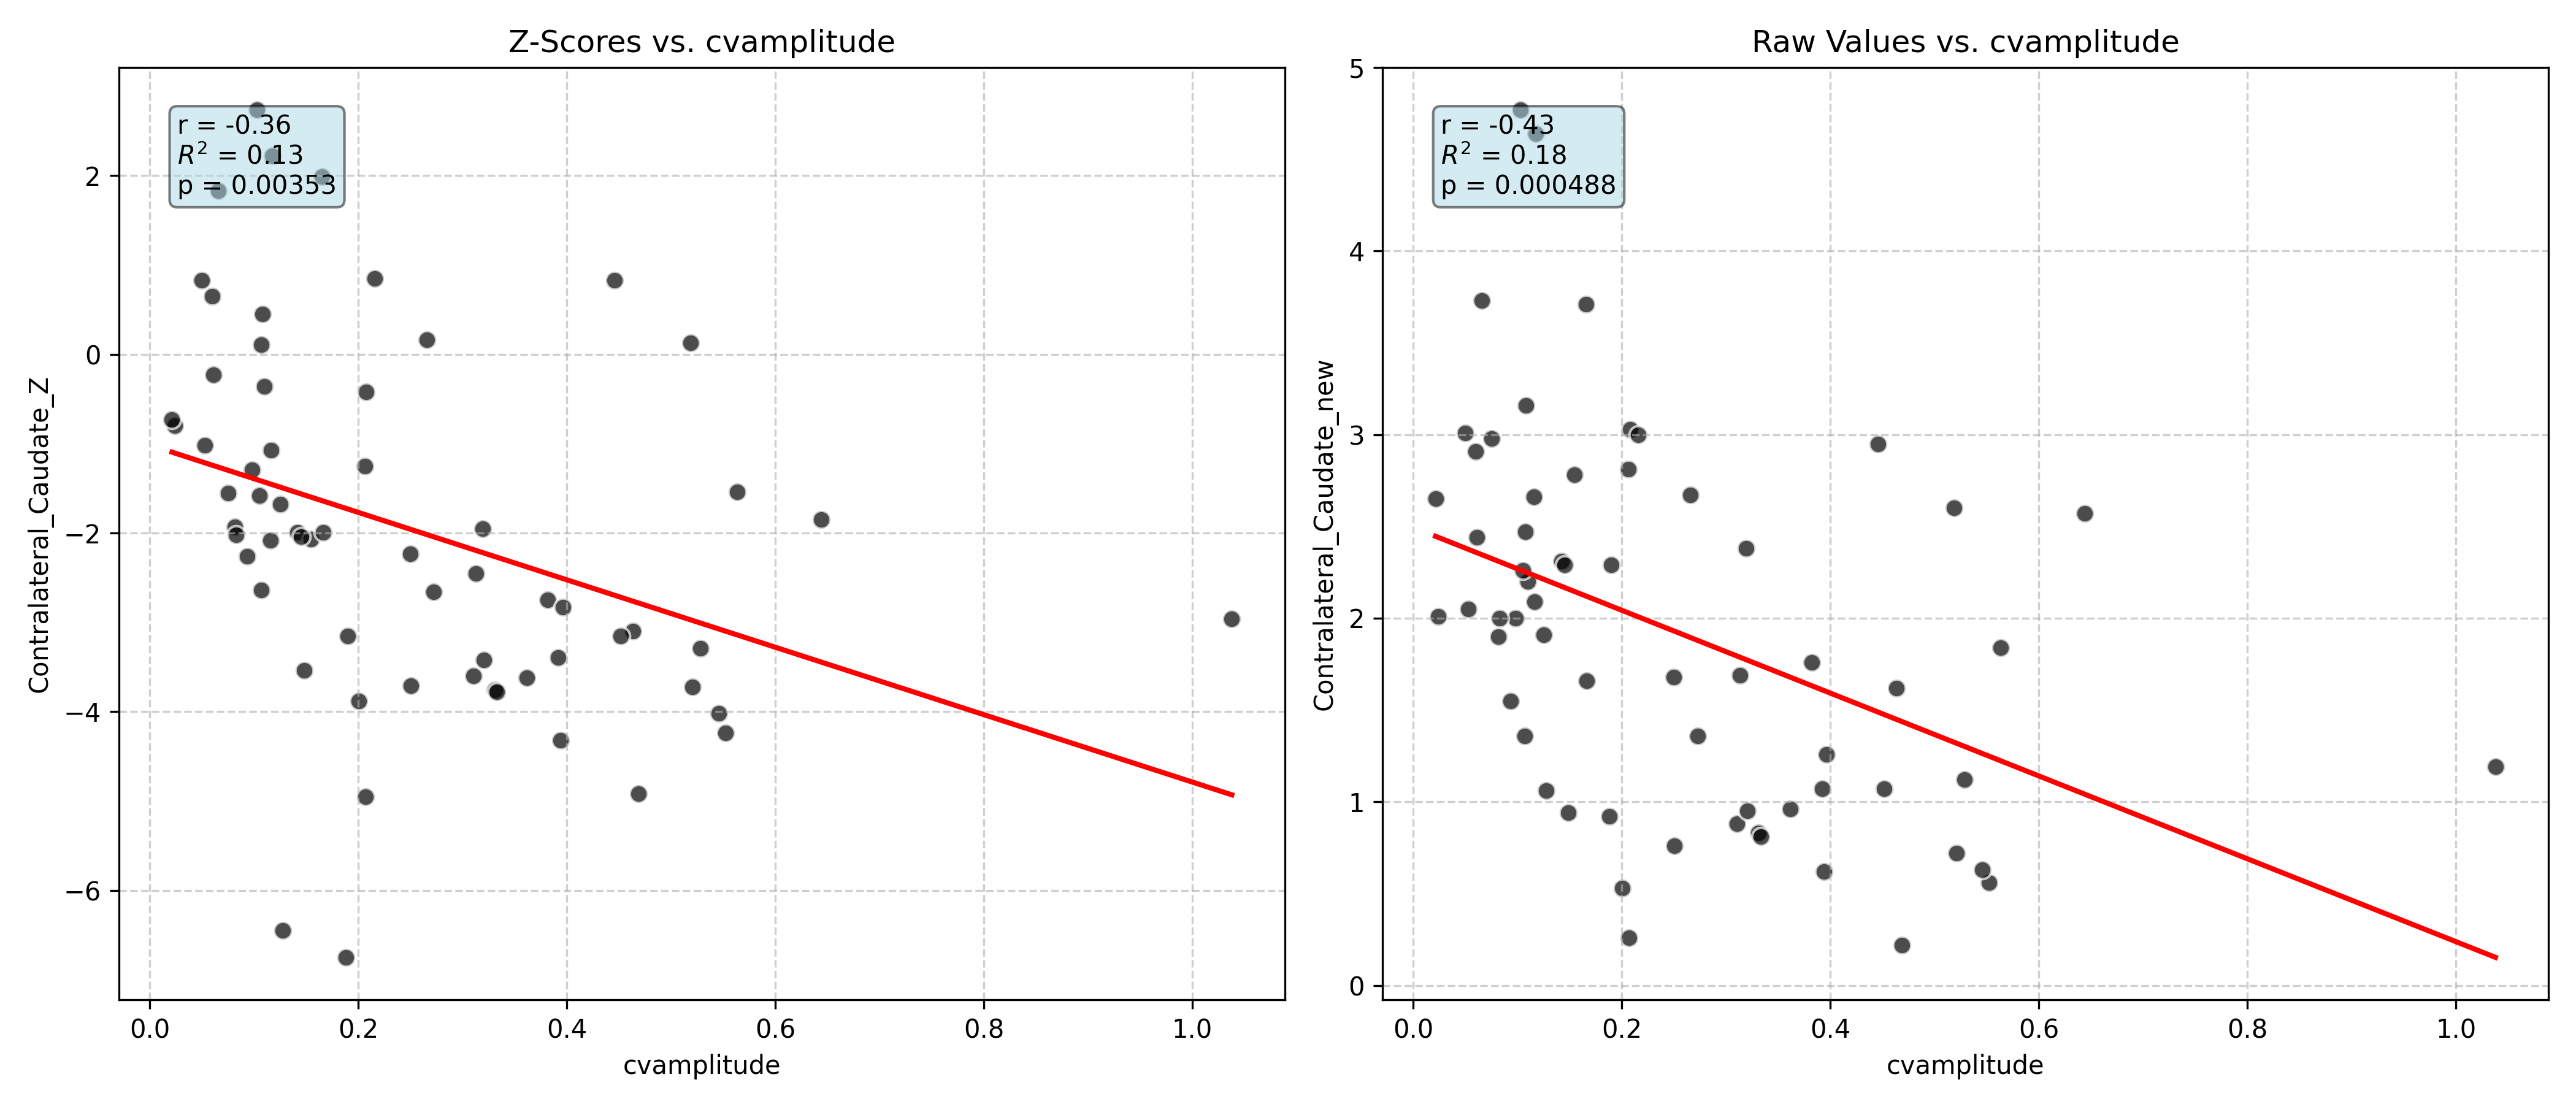 Z-Scores vs. cvamplitude
r = -0.36
R² = 0.13
p = 0.00353
2
0
−2
−4
−6
Contralateral_Caudate_Z
0.0 0.2 0.4 0.6 0.8 1.0
cvamplitude
Raw Values vs. cvamplitude
r = -0.43
R² = 0.18
p = 0.000488
5
4
3
2
1
0
Contralateral_Caudate_new
0.0 0.2 0.4 0.6 0.8 1.0
cvamplitude